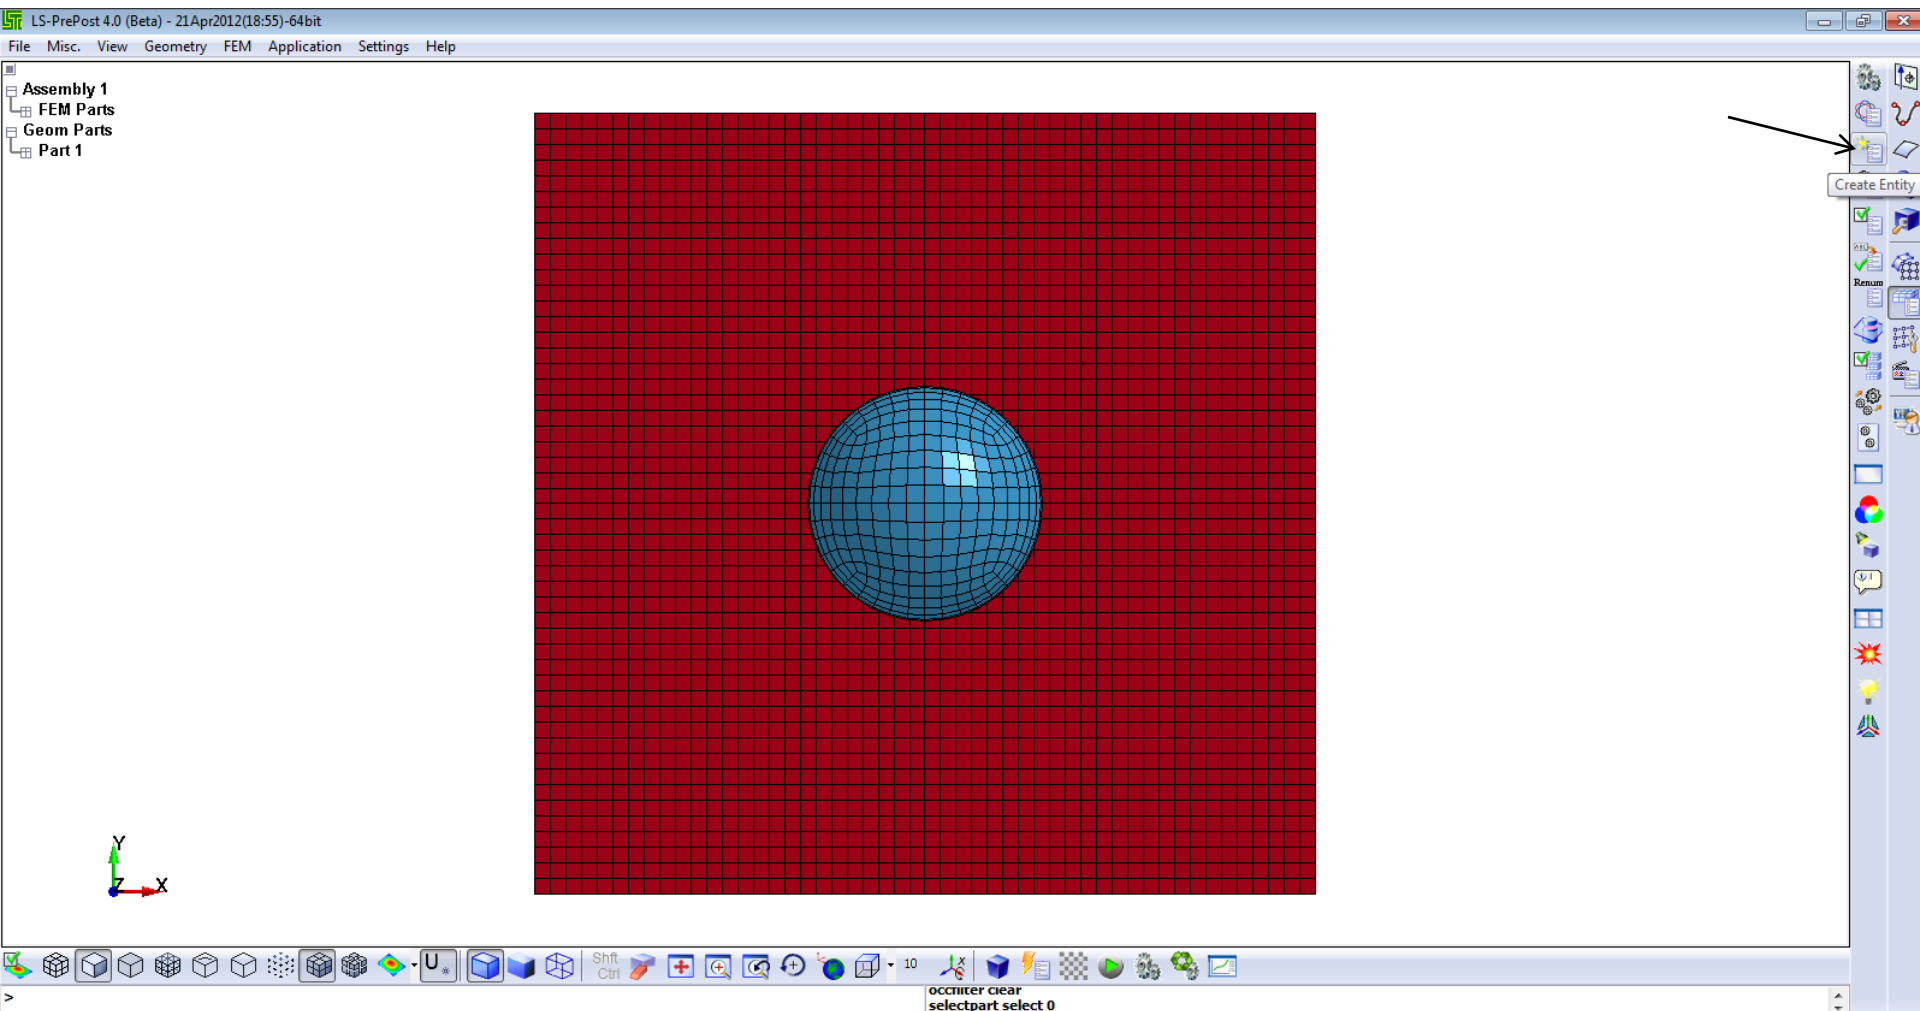 LS-PrePost 4.0 (Beta) - 21Apr2012(18:55)-64bit
File Misc. View Geometry FEM Application Settings Help
Assembly 1
FEM Parts
Geom Parts
Part 1
Create Entity
Renum
Y
Z X
U
Shft
Ctrl
10
>
occfilter clear
selectpart select 0